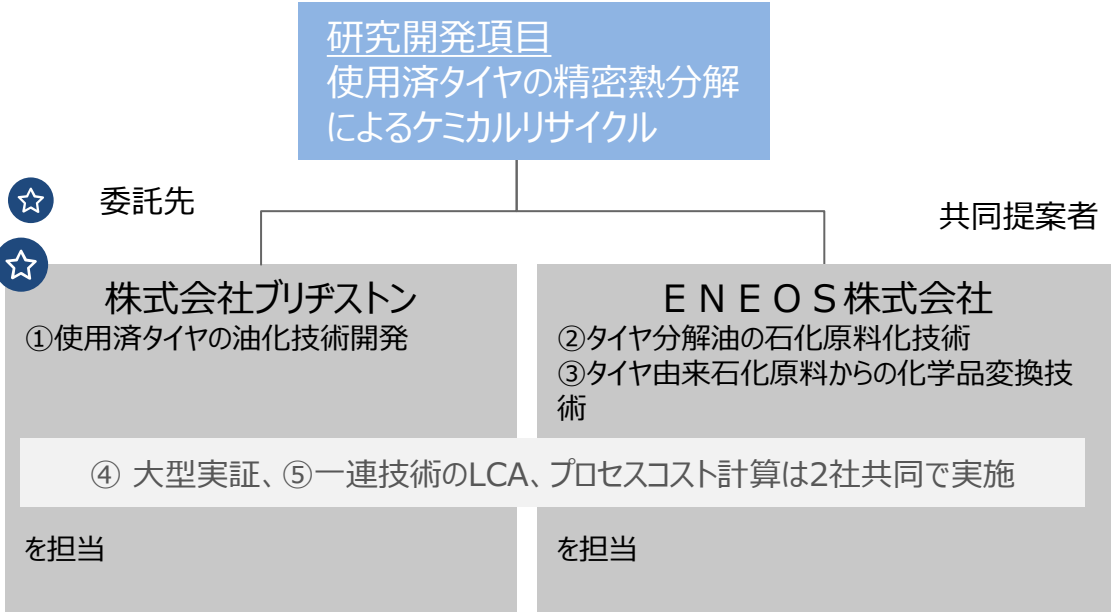 研究開発項目
使用済タイヤの精密熱分解
によるケミカルリサイクル
委託先
共同提案者
株式会社ブリヂストン
①使用済タイヤの油化技術開発
ＥＮＥＯＳ株式会社
②タイヤ分解油の石化原料化技術
③タイヤ由来石化原料からの化学品変換技
術
④ 大型実証、⑤一連技術のLCA、プロセスコスト計算は2社共同で実施
を担当
を担当